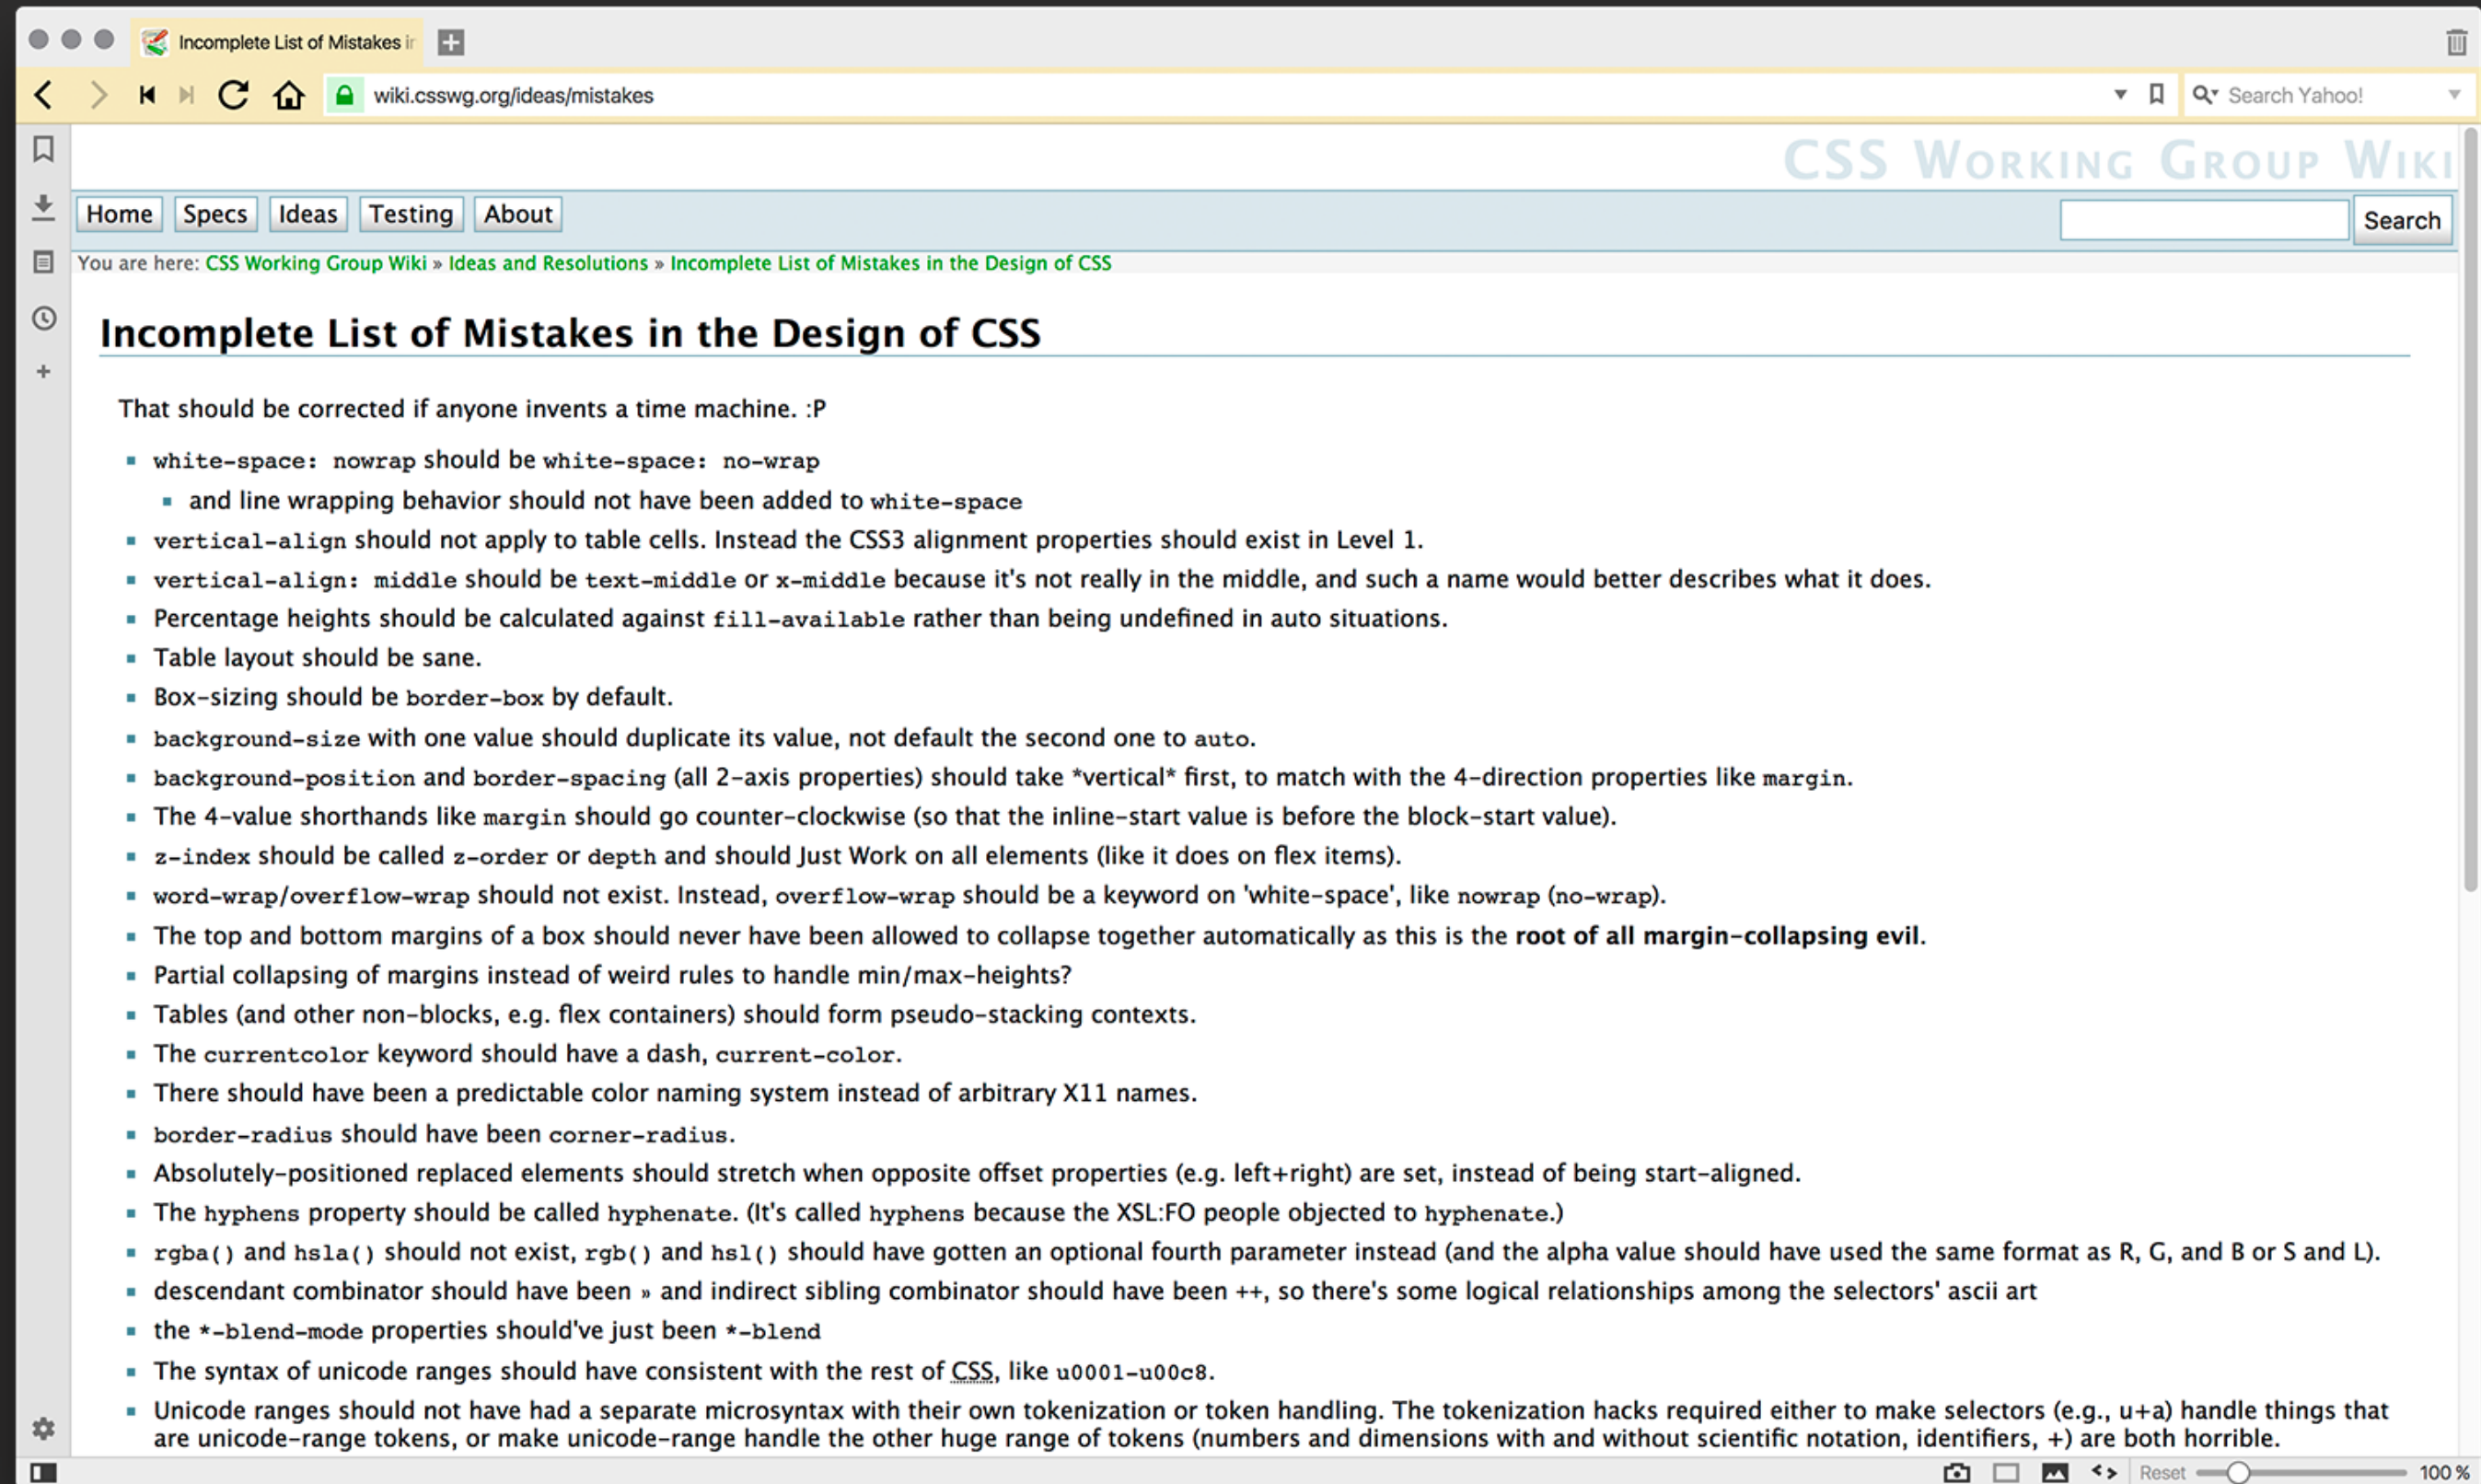 Incomplete List of Mistakes in
wiki.csswg.org/ideas/mistakes
Search Yahoo!
CSS Working Group Wiki
Home Specs Ideas Testing About
Search
You are here: CSS Working Group Wiki » Ideas and Resolutions » Incomplete List of Mistakes in the Design of CSS
Incomplete List of Mistakes in the Design of CSS
That should be corrected if anyone invents a time machine. :P
white-space: nowrap should be white-space: no-wrap
and line wrapping behavior should not have been added to white-space
vertical-align should not apply to table cells. Instead the CSS3 alignment properties should exist in Level 1.
vertical-align: middle should be text-middle or x-middle because it's not really in the middle, and such a name would better describes what it does.
Percentage heights should be calculated against fill-available rather than being undefined in auto situations.
Table layout should be sane.
Box-sizing should be border-box by default.
background-size with one value should duplicate its value, not default the second one to auto.
background-position and border-spacing (all 2-axis properties) should take *vertical* first, to match with the 4-direction properties like margin.
The 4-value shorthands like margin should go counter-clockwise (so that the inline-start value is before the block-start value).
z-index should be called z-order or depth and should Just Work on all elements (like it does on flex items).
word-wrap/overflow-wrap should not exist. Instead, overflow-wrap should be a keyword on 'white-space', like nowrap (no-wrap).
The top and bottom margins of a box should never have been allowed to collapse together automatically as this is the root of all margin-collapsing evil.
Partial collapsing of margins instead of weird rules to handle min/max-heights?
Tables (and other non-blocks, e.g. flex containers) should form pseudo-stacking contexts.
The currentcolor keyword should have a dash, current-color.
There should have been a predictable color naming system instead of arbitrary X11 names.
border-radius should have been corner-radius.
Absolutely-positioned replaced elements should stretch when opposite offset properties (e.g. left+right) are set, instead of being start-aligned.
The hyphens property should be called hyphenate. (It's called hyphens because the XSL:FO people objected to hyphenate.)
rgba() and hsla() should not exist, rgb() and hsl() should have gotten an optional fourth parameter instead (and the alpha value should have used the same format as R, G, and B or S and L).
descendant combinator should have been » and indirect sibling combinator should have been ++, so there's some logical relationships among the selectors' ascii art
the *-blend-mode properties should've just been *-blend
The syntax of unicode ranges should have consistent with the rest of CSS, like u0001-u00c8.
Unicode ranges should not have had a separate microsyntax with their own tokenization or token handling. The tokenization hacks required either to make selectors (e.g., u+a) handle things that
are unicode-range tokens, or make unicode-range handle the other huge range of tokens (numbers and dimensions with and without scientific notation, identifiers, +) are both horrible.
Reset 100 %